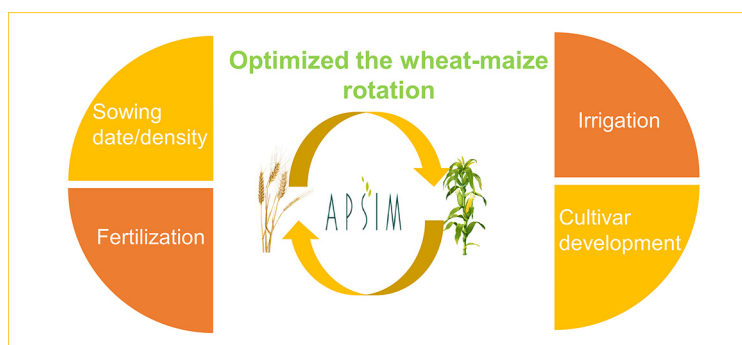 Optimized the wheat-maize
rotation
Sowing
date/density
Fertilization
APSIM
Irrigation
Cultivar
development